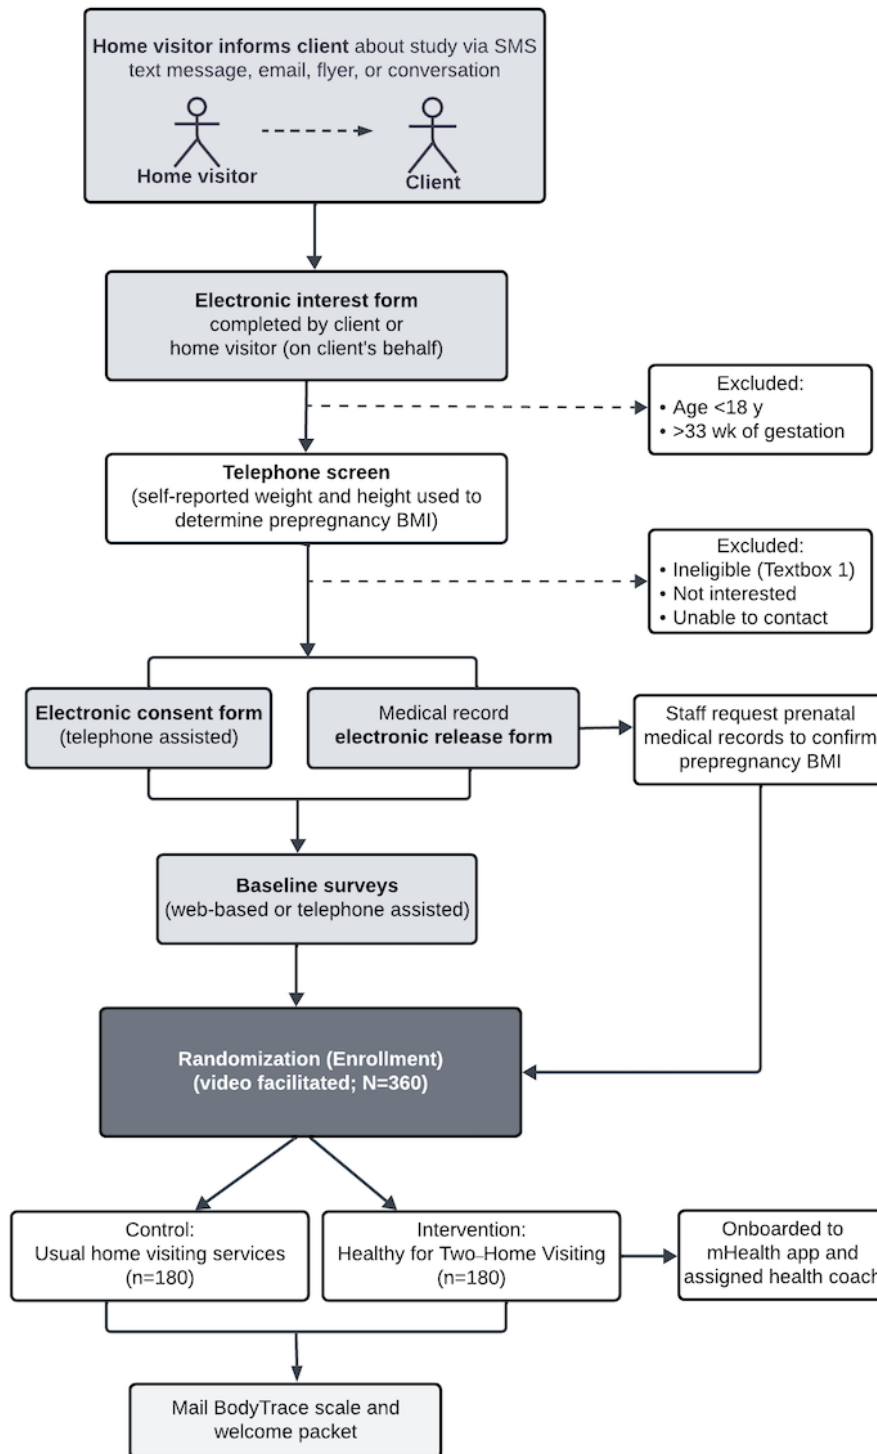 Home visitor informs client about study via SMS
text message, email, flyer, or conversation
Home visitor
Client
Electronic interest form
completed by client or
home visitor (on client's behalf)
Excluded:
• Age <18 y
• >33 wk of gestation
Telephone screen
(self-reported weight and height used to
determine prepregnancy BMI)
Excluded:
• Ineligible (Textbox 1)
• Not interested
• Unable to contact
Electronic consent form
(telephone assisted)
Medical record
electronic release form
Staff request prenatal
medical records to confirm
prepregnancy BMI
Baseline surveys
(web-based or telephone assisted)
Randomization (Enrollment)
(video facilitated; N=360)
Control:
Usual home visiting services
(n=180)
Intervention:
Healthy for Two–Home Visiting
(n=180)
Onboarded to
mHealth app and
assigned health coach
Mail BodyTrace scale and
welcome packet